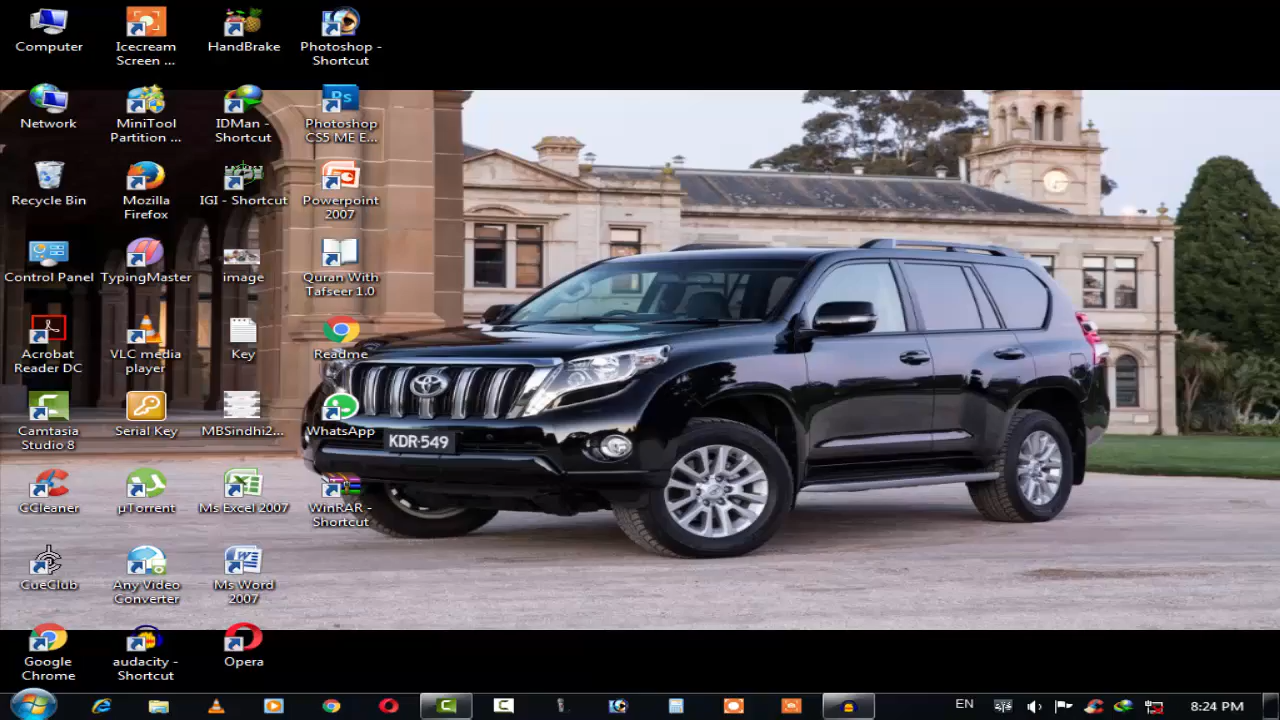 Computer
Icecream
Screen ...
HandBrake
Photoshop -
Shortcut
Network
MiniTool
Partition ...
IDMan -
Shortcut
Ps
Photoshop
CS5 ME E...
Recycle Bin
Mozilla
Firefox
IGI - Shortcut
Powerpoint
2007
Control Panel
TypingMaster
image
Quran With
Tafseer 1.0
Acrobat
Reader DC
VLC media
player
Key
Readme
Camtasia
Studio 8
Serial Key
MBSindhi2...
WhatsApp
KDR-549
CCleaner
µTorrent
Ms Excel 2007
WinRAR -
Shortcut
CueClub
Any Video
Converter
Ms Word
2007
Google
Chrome
audacity -
Shortcut
Opera
EN
8:24 PM